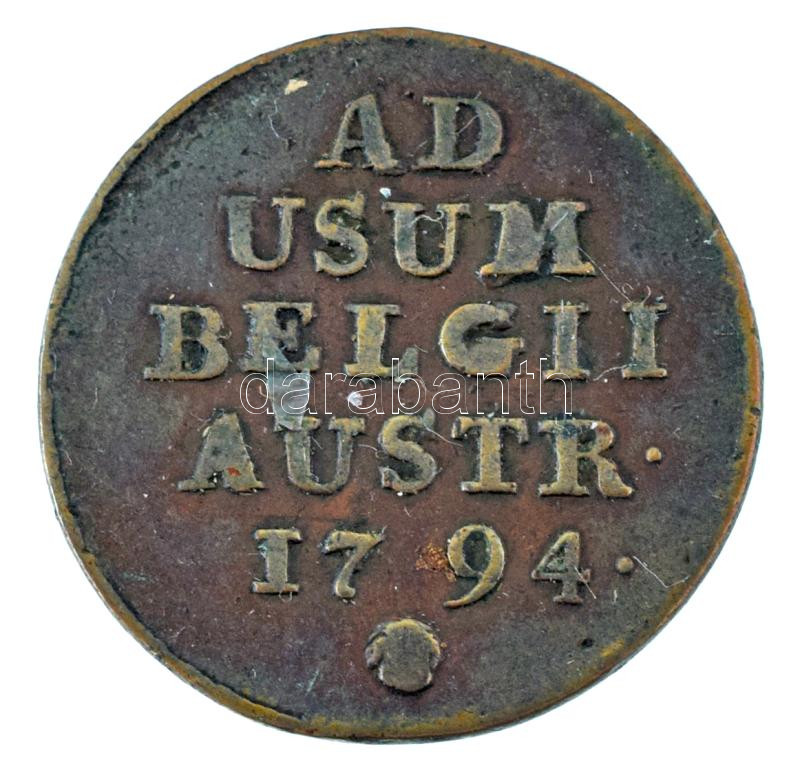 AD
USUM
BELGII
AUSTR·
1794·
darabanth